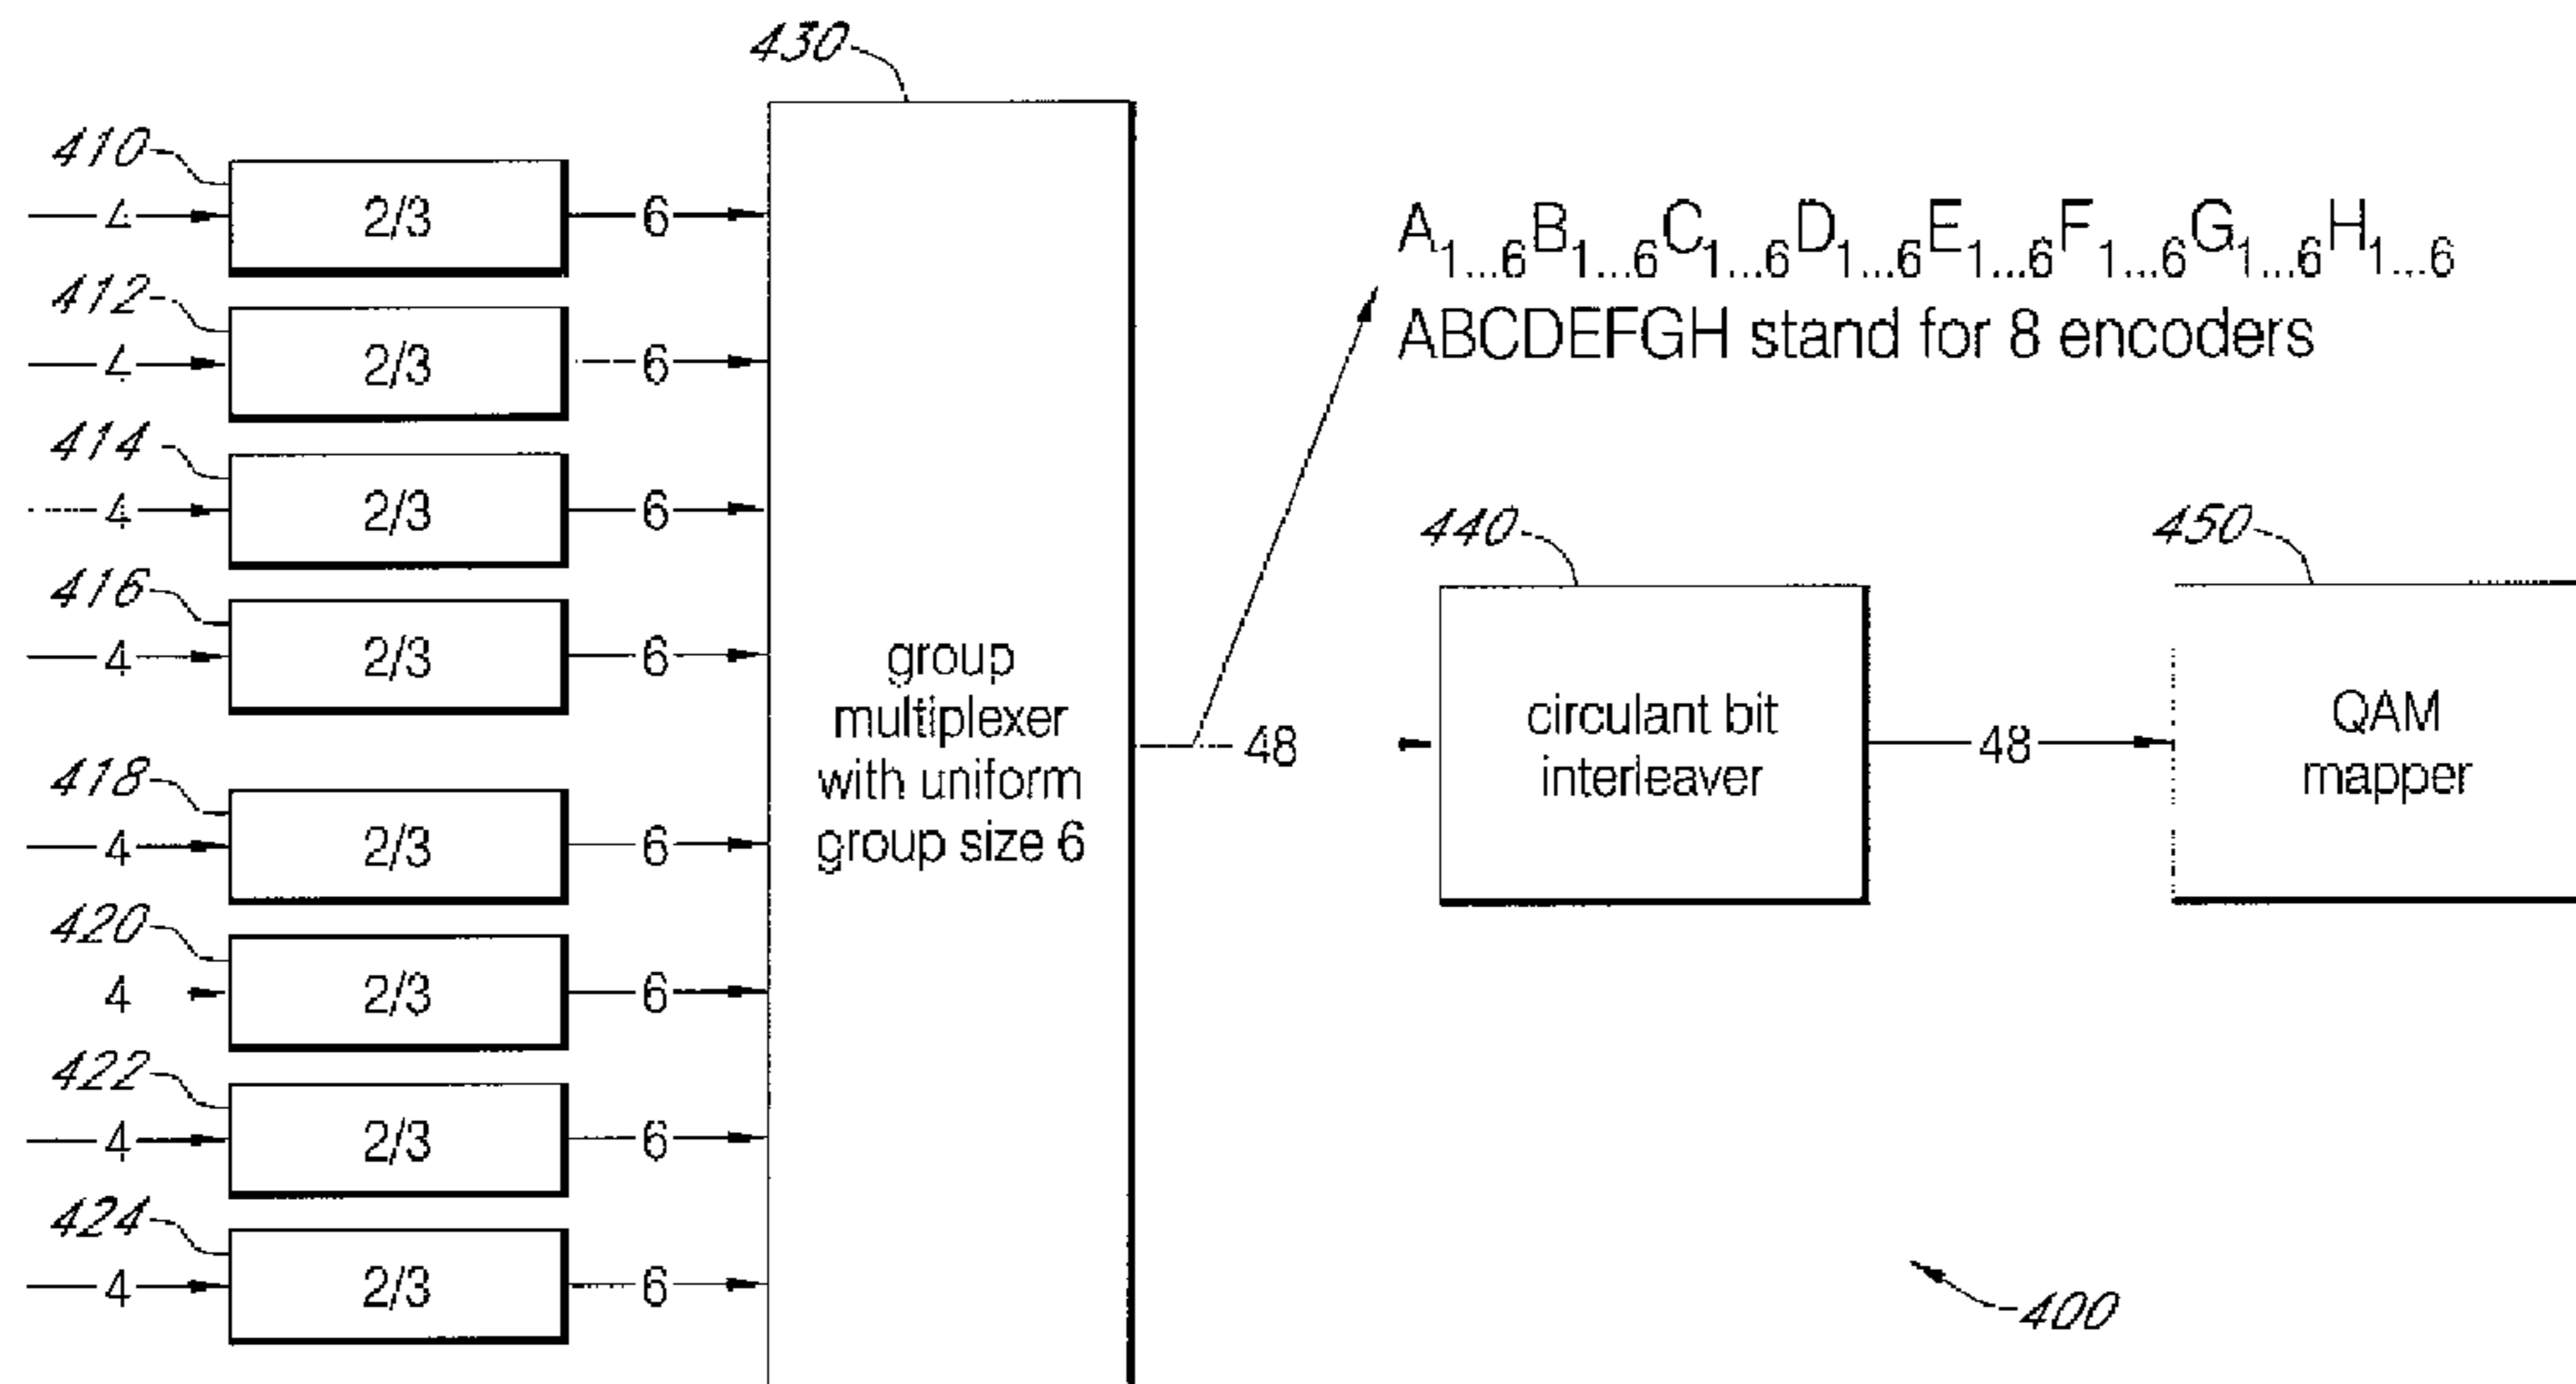 430
410
4 2/3 6
412
4 2/3 6
414
4 2/3 6
416
4 2/3 6
418
4 2/3 6
420
4 2/3 6
422
4 2/3 6
424
4 2/3 6
group
multiplexer
with uniform
group size 6
48
A1...6B1...6C1...6D1...6E1...6F1...6G1...6H1...6
ABCDEFGH stand for 8 encoders
440
circulant bit
interleaver
48
450
QAM
mapper
400